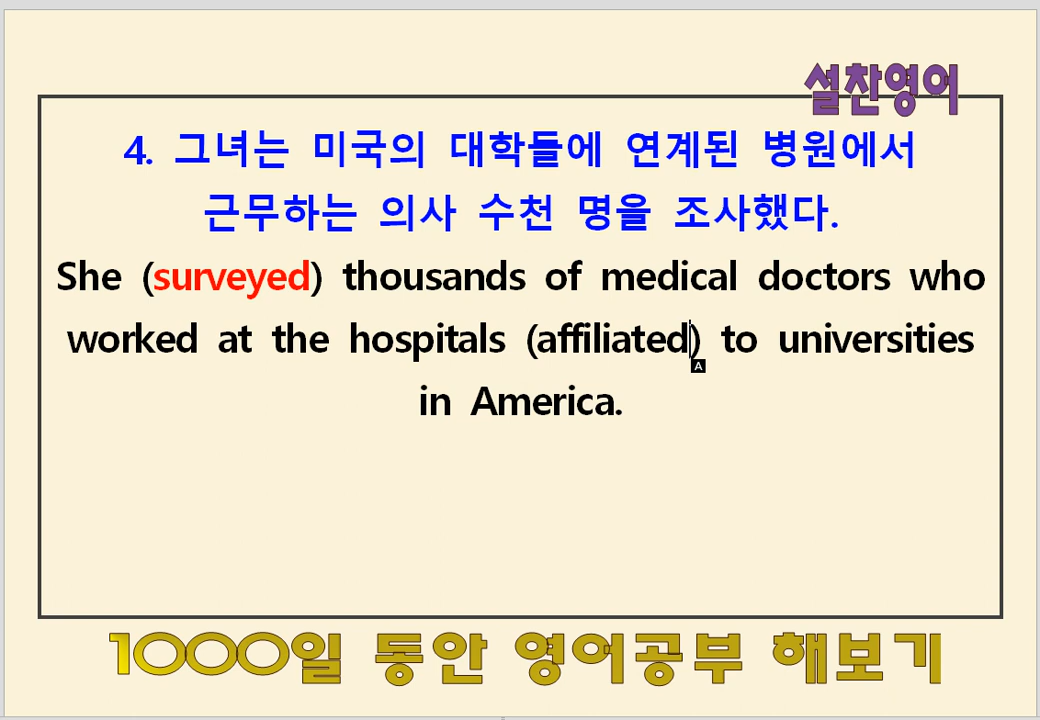 설찬영어
4. 그녀는 미국의 대학들에 연계된 병원에서
근무하는 의사 수천 명을 조사했다.
She (surveyed) thousands of medical doctors who
worked at the hospitals (affiliated) to universities
in America.
A
1000일 동안 영어공부 해보기